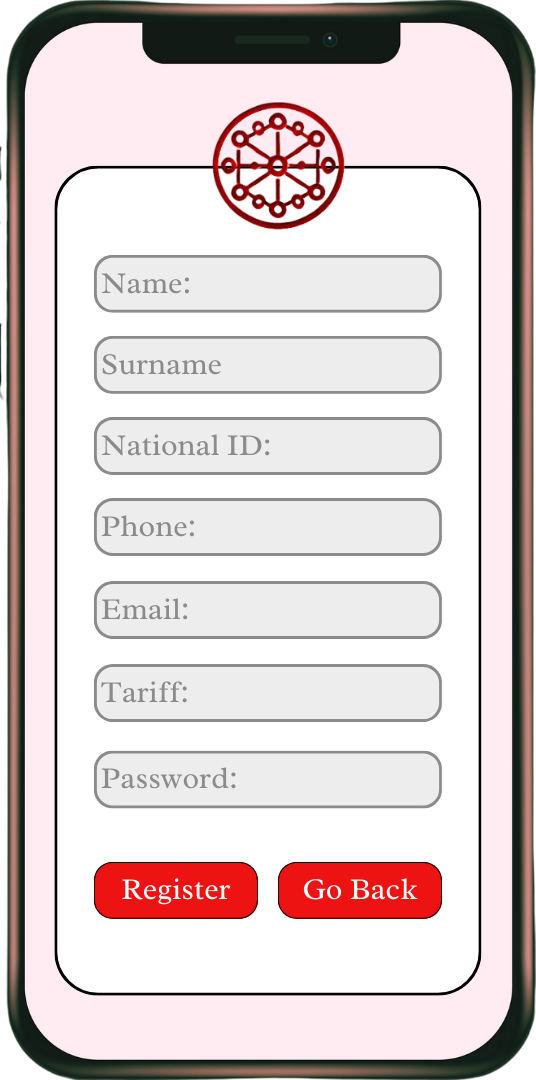 Name:
Surname
National ID:
Phone:
Email:
Tariff:
Password:
Register
Go Back